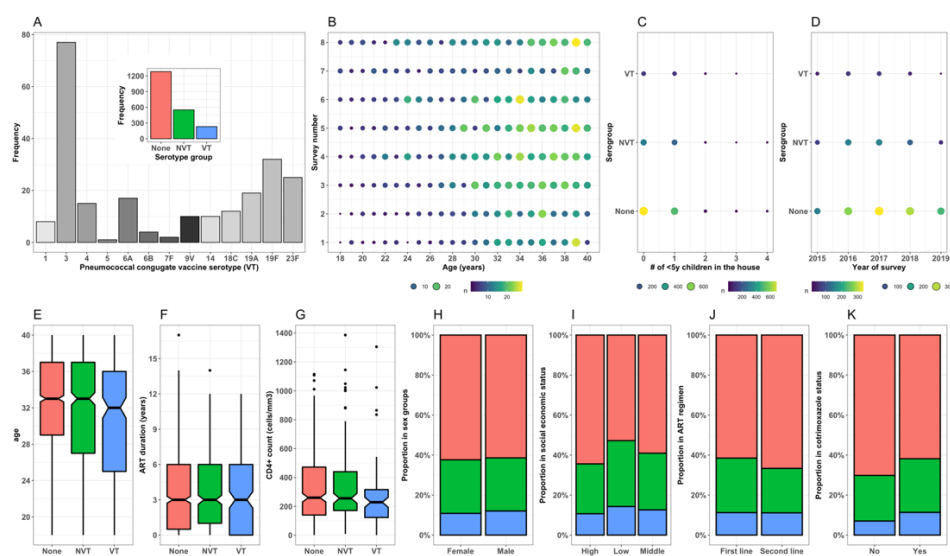 A
B
C
D
80
60
40
20
0
Frequency
1200
900
600
300
0
Frequency
None NVT VT
Serotype group
1 3 4 5 6A 6B 7F 9V 14 18C 19A 19F 23F
Pneumococcal congugate vaccine serotype (VT)
8
7
6
5
4
3
2
1
Survey number
18 20 22 24 26 28 30 32 34 36 38 40
Age (years)
10 20
n
10 20
VT
NVT
None
Serogroup
0 1 2 3 4
# of <5y children in the house
200 400 600
n
200 400 600
VT
NVT
None
Serogroup
2015 2016 2017 2018 2019
Year of survey
n
100 200 300
100 200
E
F
G
H
I
J
K
40
36
32
28
24
20
age
None NVT VT
15
12
9
6
3
0
ART duration (years)
None NVT VT
1400
1200
1000
800
600
400
200
0
CD4+ count (cells/mm3)
None NVT VT
100%
80%
60%
40%
20%
0%
Proportion in sex groups
Female Male
100%
80%
60%
40%
20%
0%
Proportion in social economic status
High Low Middle
100%
80%
60%
40%
20%
0%
Proportion in ART regimen
First line Second line
100%
80%
60%
40%
20%
0%
Proportion in cotrimoxazole status
No Yes